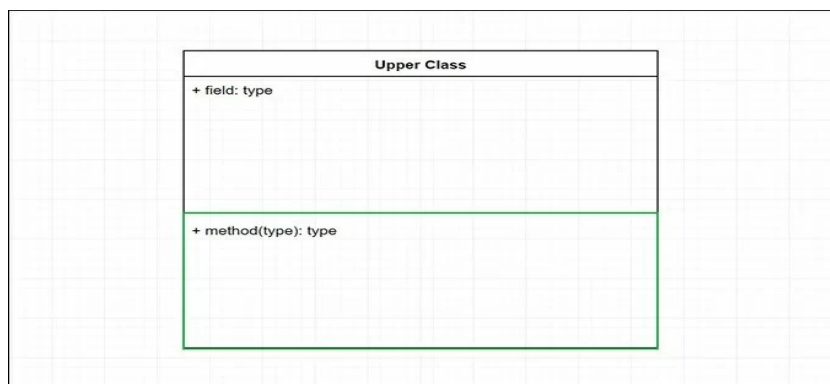 Upper Class
+ field: type
+ method(type): type